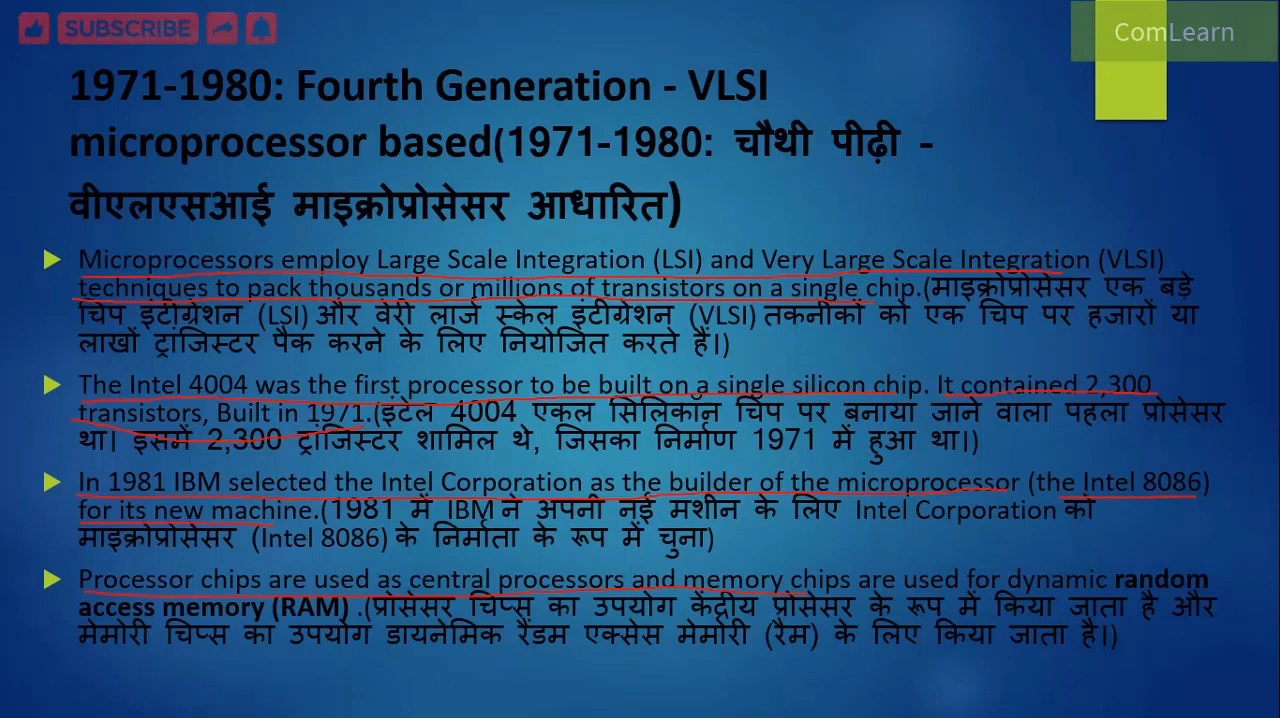 SUBSCRIBE
ComLearn
1971-1980: Fourth Generation - VLSI
microprocessor based(1971-1980: चौथी पीढ़ी -
वीएलएसआई माइक्रोप्रोसेसर आधारित)
Microprocessors employ Large Scale Integration (LSI) and Very Large Scale Integration (VLSI)
techniques to pack thousands or millions of transistors on a single chip.(माइक्रोप्रोसेसर एक बड़े
चिप इंटीग्रेशन (LSI) और वेरी लार्ज स्केल इंटीग्रेशन (VLSI) तकनीकों को एक चिप पर हजारों या
लाखों ट्रांजिस्टर पैक करने के लिए नियोजित करते हैं।)
The Intel 4004 was the first processor to be built on a single silicon chip. It contained 2,300
transistors, Built in 1971.(इंटेल 4004 एकल सिलिकॉन चिप पर बनाया जाने वाला पहला प्रोसेसर
था। इसमें 2,300 ट्रांजिस्टर शामिल थे, जिसका निर्माण 1971 में हुआ था।)
In 1981 IBM selected the Intel Corporation as the builder of the microprocessor (the Intel 8086)
for its new machine.(1981 में IBM ने अपनी नई मशीन के लिए Intel Corporation को
माइक्रोप्रोसेसर (Intel 8086) के निर्माता के रूप में चुना)
Processor chips are used as central processors and memory chips are used for dynamic random
access memory (RAM) .(प्रोसेसर चिप्स का उपयोग केंद्रीय प्रोसेसर के रूप में किया जाता है और
मेमोरी चिप्स का उपयोग डायनेमिक रैंडम एक्सेस मेमोरी (रैम) के लिए किया जाता है।)